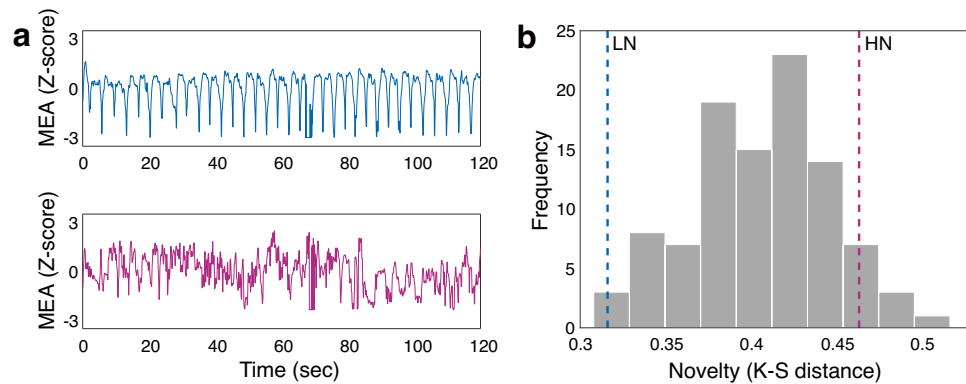 a
MEA (Z-score)
3
0
-3
0 20 40 60 80 100 120
MEA (Z-score)
3
0
-3
0 20 40 60 80 100 120
Time (sec)
b
LN HN
Frequency
25
20
15
10
5
0
0.3 0.35 0.4 0.45 0.5
Novelty (K-S distance)